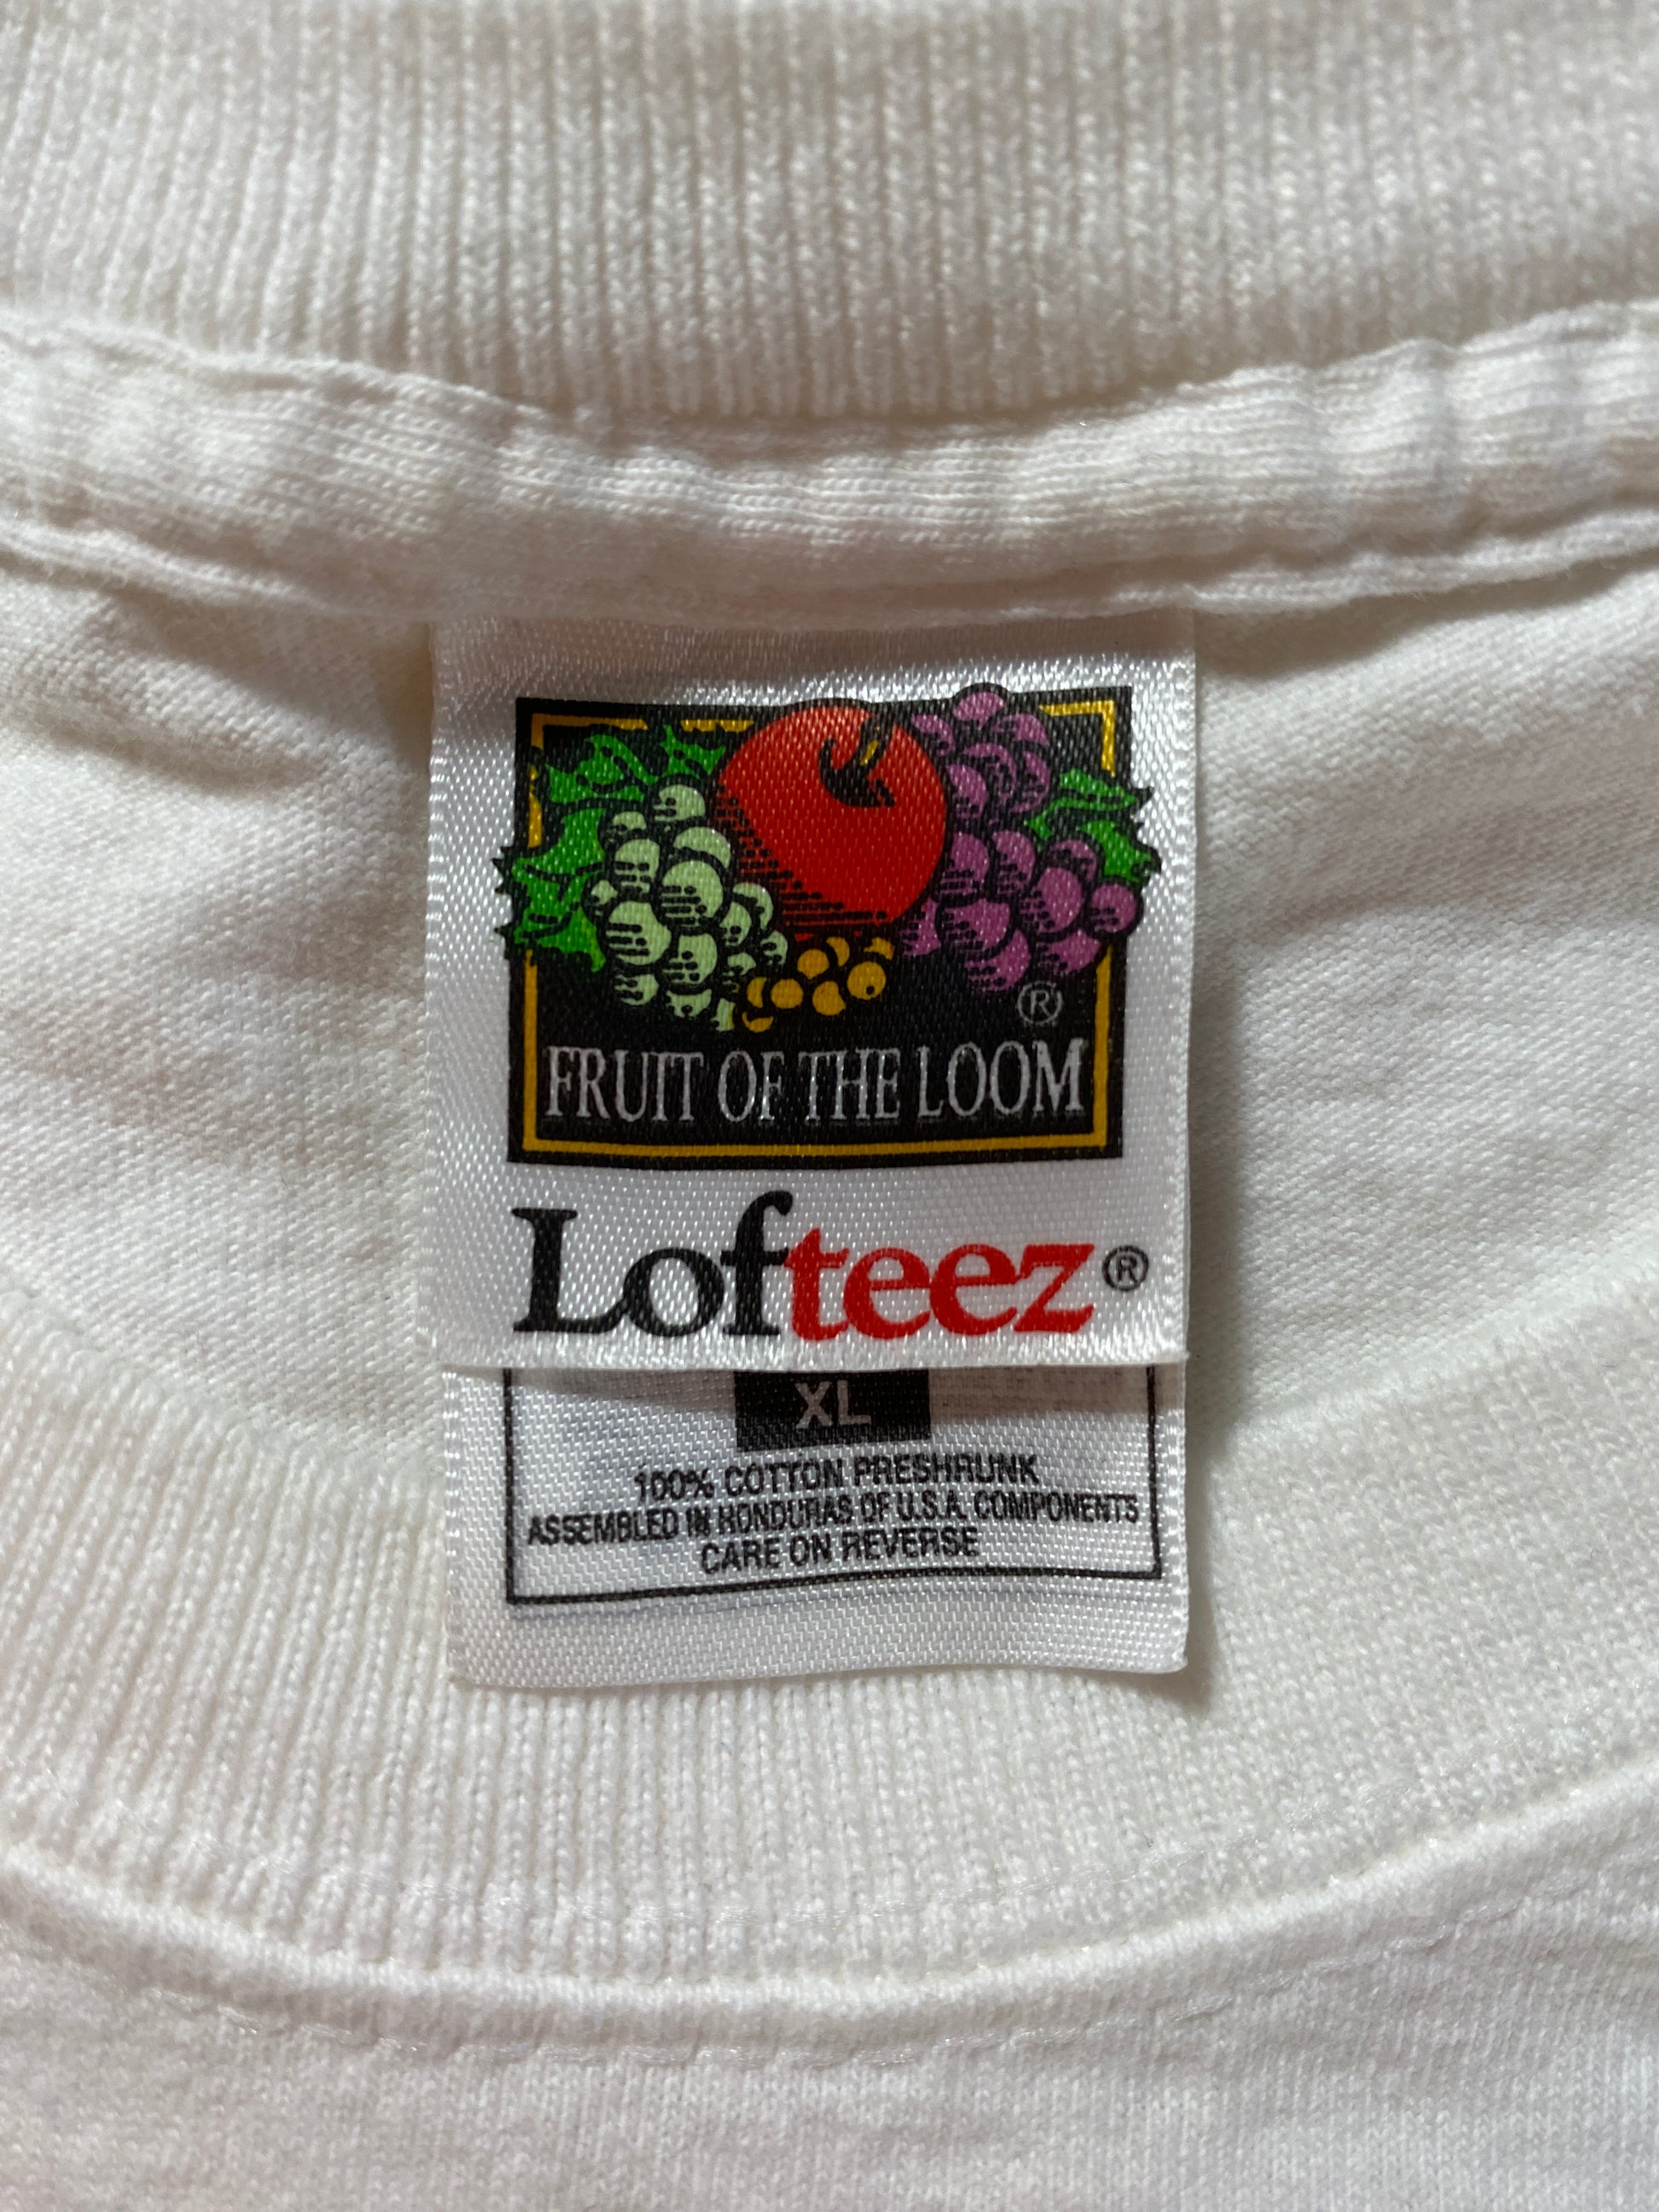 ®
FRUIT OF THE LOOM
Lofteez®
XL
100% COTTON PRESHRUNK
ASSEMBLED IN HONDURAS OF U.S.A. COMPONENTS
CARE ON REVERSE